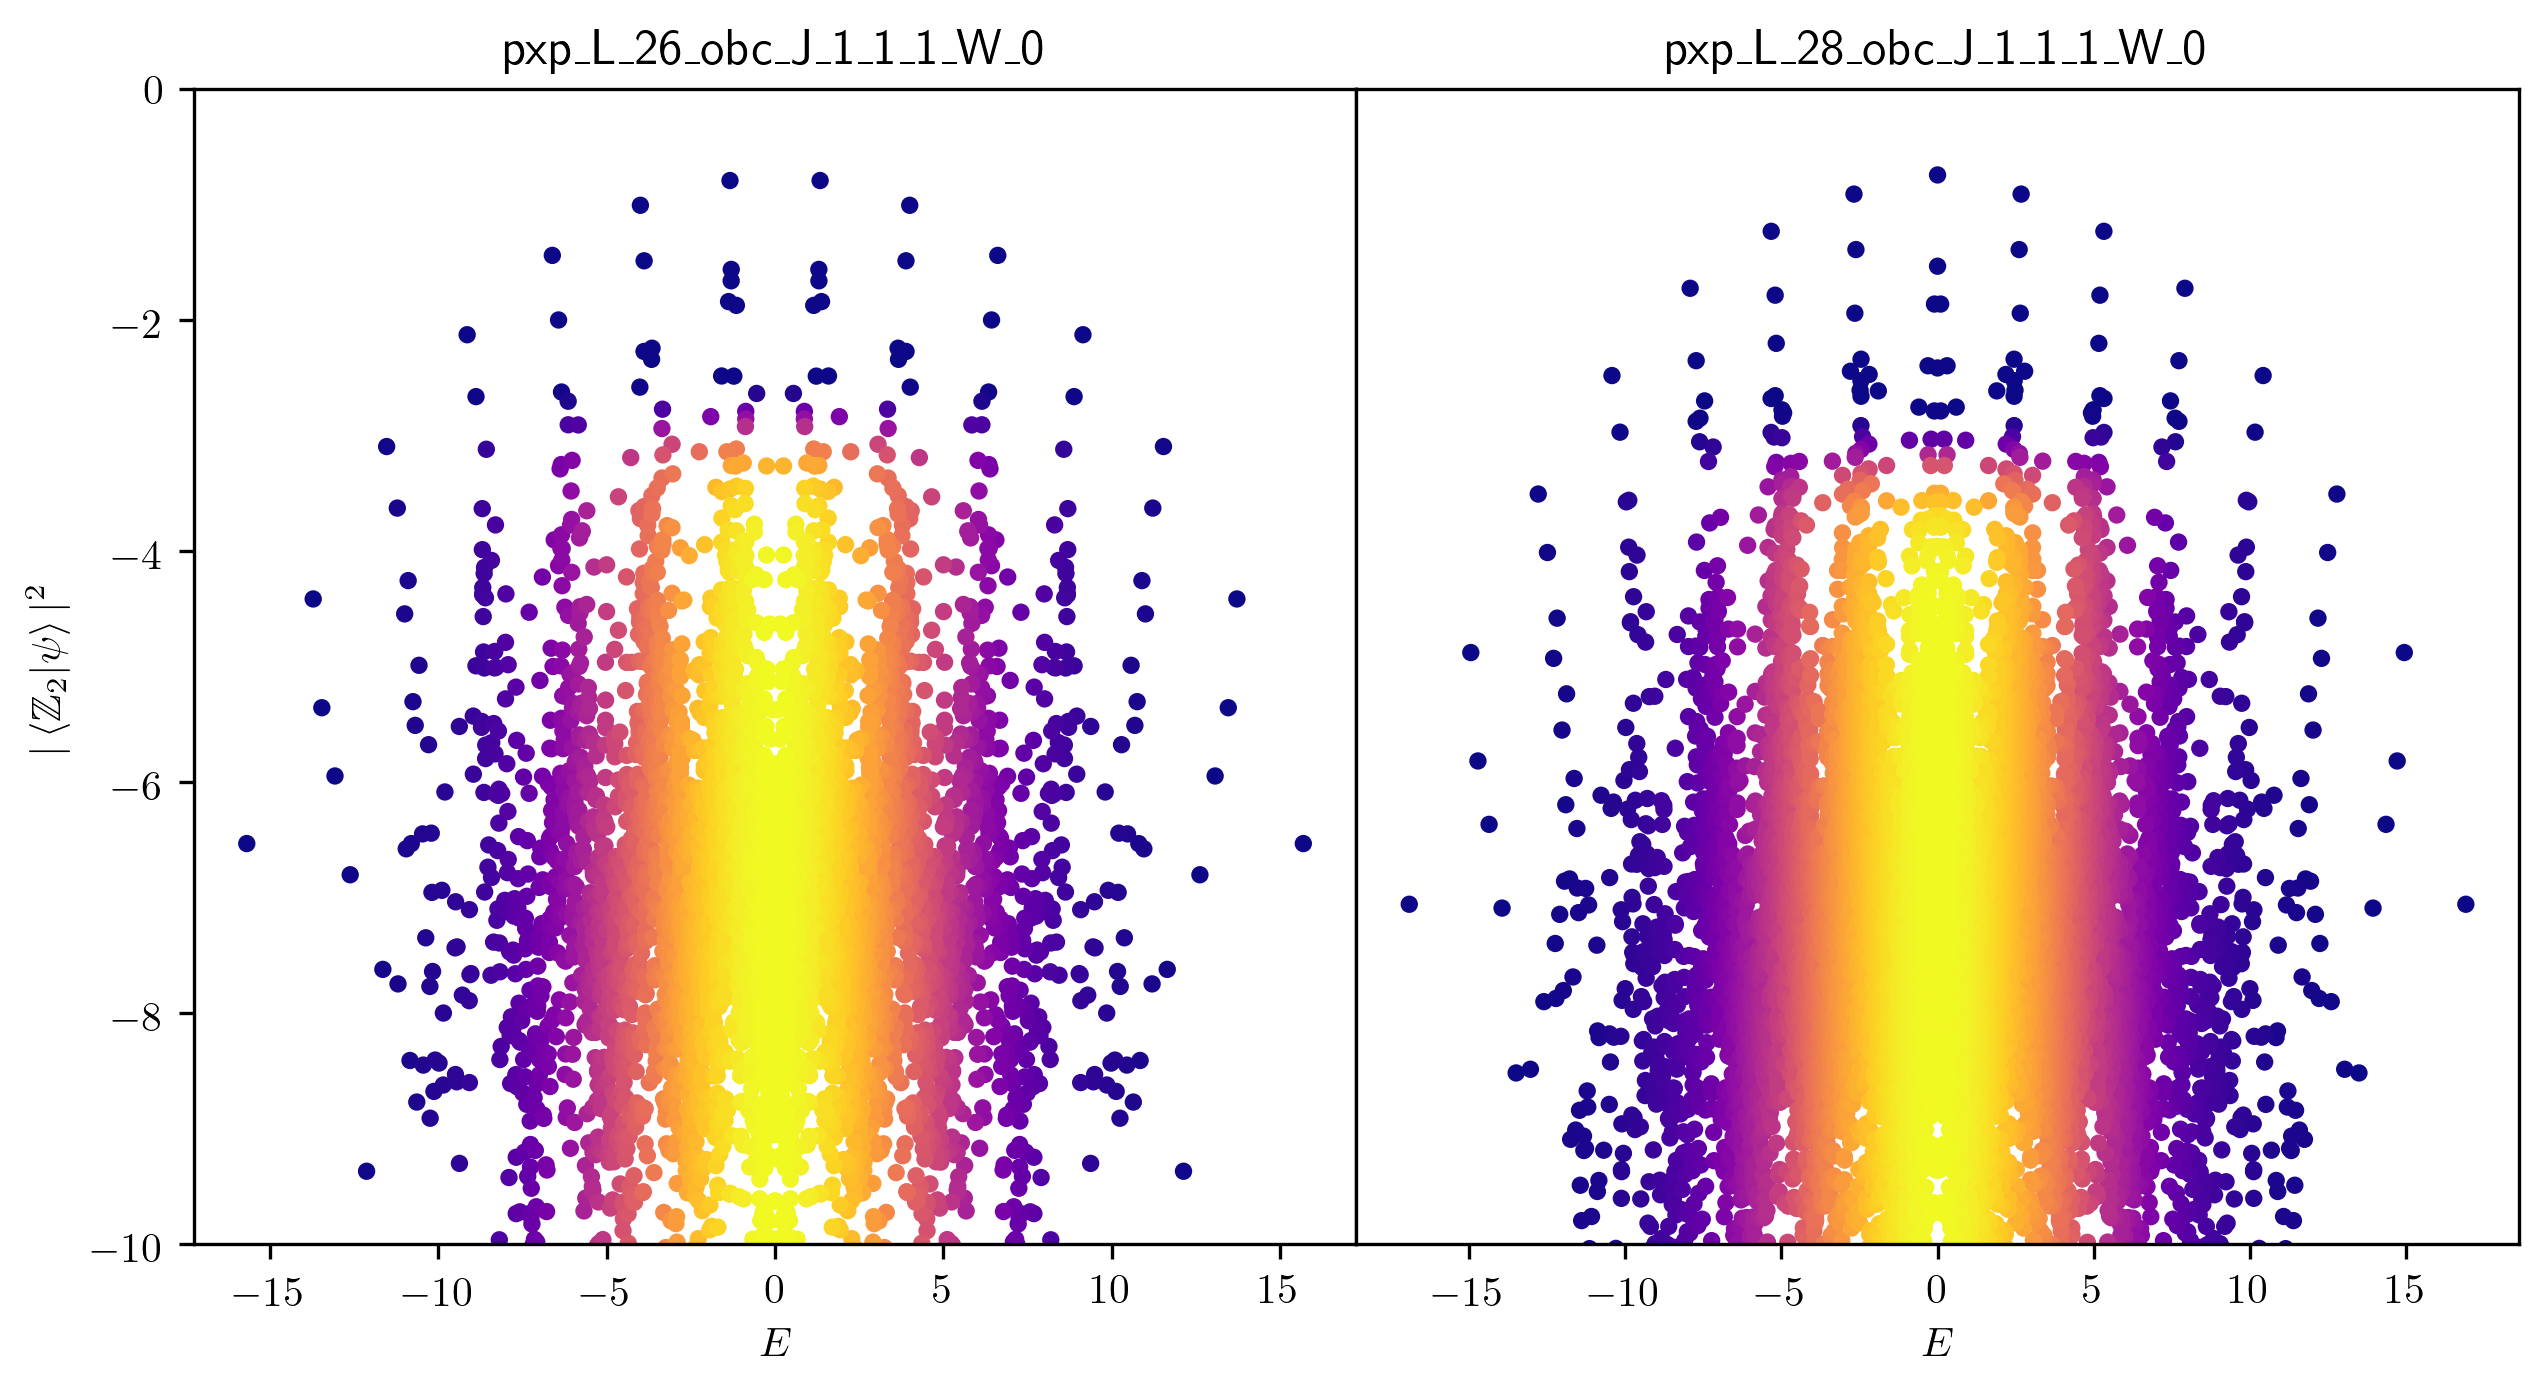 pxp_L_26_obc_J_1_1_1_W_0
pxp_L_28_obc_J_1_1_1_W_0
| ⟨ℤ₂|ψ⟩ |²
0
−2
−4
−6
−8
−10
−15 −10 −5 0 5 10 15
−15 −10 −5 0 5 10 15
E
E